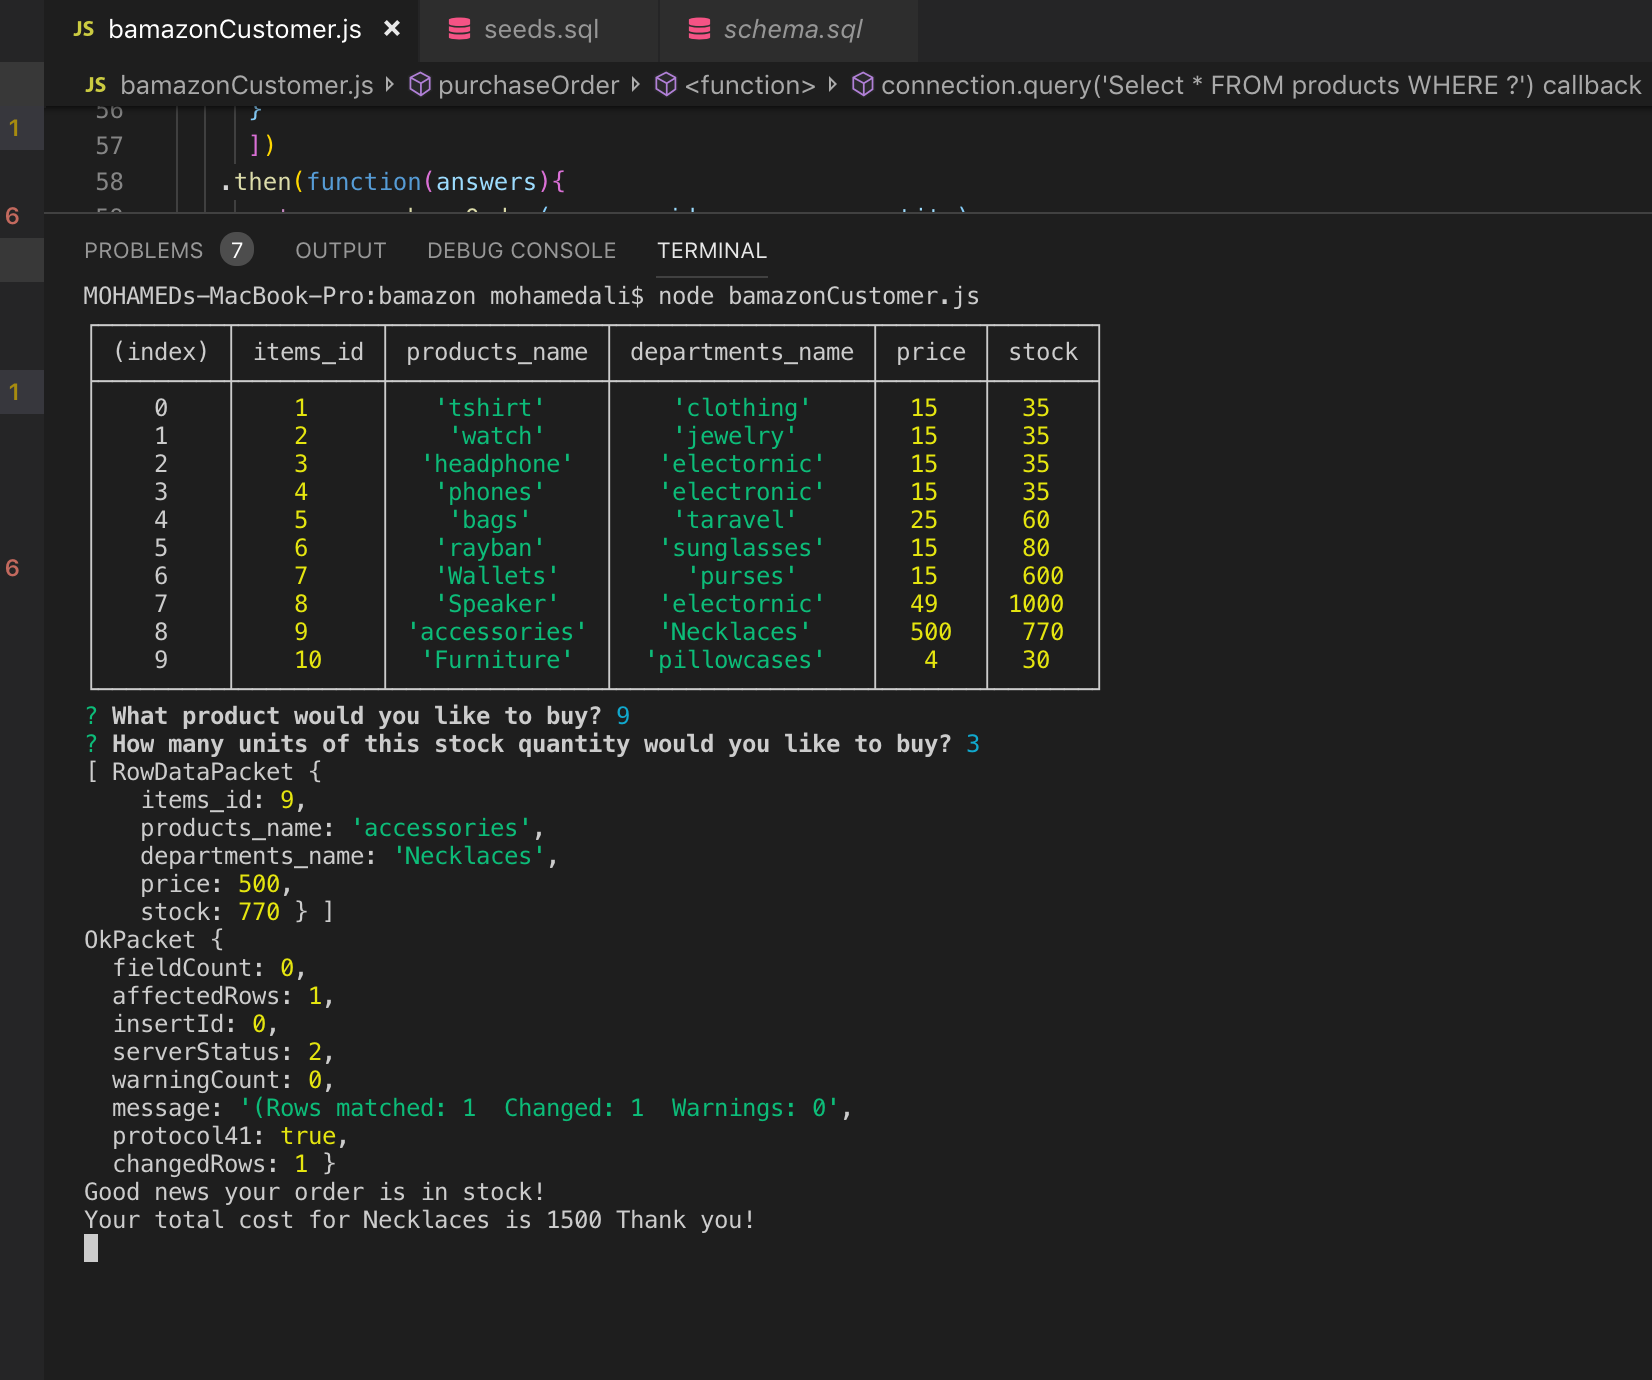 JS bamazonCustomer.js × seeds.sql schema.sql
JS bamazonCustomer.js purchaseOrder <function> connection.query('Select * FROM products WHERE ?') callback
56 }
1
57 ])
58 .then(function(answers){
6
PROBLEMS 7 OUTPUT DEBUG CONSOLE TERMINAL
MOHAMEDs-MacBook-Pro:bamazon mohamedali$ node bamazonCustomer.js
(index) items_id products_name departments_name price stock
1
0 1 'tshirt' 'clothing' 15 35
1 2 'watch' 'jewelry' 15 35
2 3 'headphone' 'electornic' 15 35
3 4 'phones' 'electronic' 15 35
4 5 'bags' 'taravel' 25 60
5 6 'rayban' 'sunglasses' 15 80
6
6 7 'Wallets' 'purses' 15 600
7 8 'Speaker' 'electornic' 49 1000
8 9 'accessories' 'Necklaces' 500 770
9 10 'Furniture' 'pillowcases' 4 30
? What product would you like to buy? 9
? How many units of this stock quantity would you like to buy? 3
[ RowDataPacket {
items_id: 9,
products_name: 'accessories',
departments_name: 'Necklaces',
price: 500,
stock: 770 } ]
OkPacket {
fieldCount: 0,
affectedRows: 1,
insertId: 0,
serverStatus: 2,
warningCount: 0,
message: '(Rows matched: 1  Changed: 1  Warnings: 0',
protocol41: true,
changedRows: 1 }
Good news your order is in stock!
Your total cost for Necklaces is 1500 Thank you!